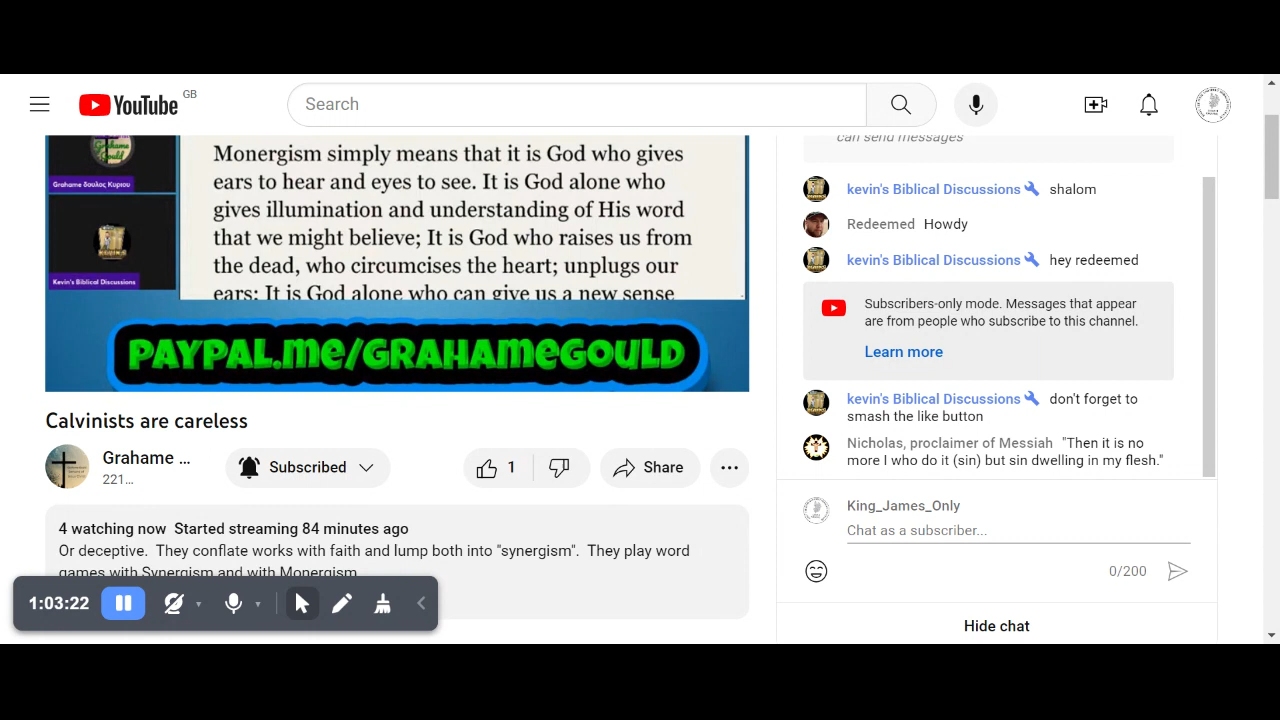 YouTube GB
Search
Grahame
Gould
Grahame δουλος Κυριου
Kevin's Biblical Discussions
Monergism simply means that it is God who gives
ears to hear and eyes to see. It is God alone who
gives illumination and understanding of His word
that we might believe; It is God who raises us from
the dead, who circumcises the heart; unplugs our
ears; It is God alone who can give us a new sense
PAYPAL.me/GRAHAMEGOULD
Calvinists are careless
Grahame ...
221...
Subscribed
1
Share
4 watching now Started streaming 84 minutes ago
Or deceptive. They conflate works with faith and lump both into "synergism". They play word
games with Synergism and with Monergism
1:03:22
can send messages
kevin's Biblical Discussions shalom
Redeemed Howdy
kevin's Biblical Discussions hey redeemed
Subscribers-only mode. Messages that appear
are from people who subscribe to this channel.
Learn more
kevin's Biblical Discussions don't forget to
smash the like button
Nicholas, proclaimer of Messiah "Then it is no
more I who do it (sin) but sin dwelling in my flesh."
King_James_Only
Chat as a subscriber...
0/200
Hide chat